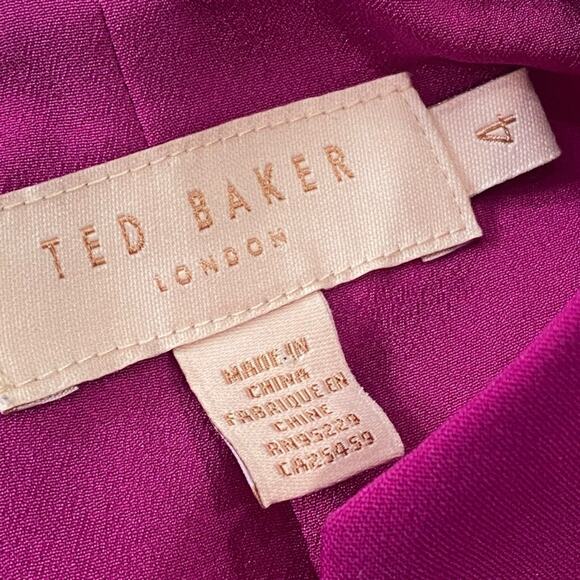 TED BAKER
LONDON
4
MADE IN
CHINA
FABRIQUE EN
CHINE
RN95229
CA25459